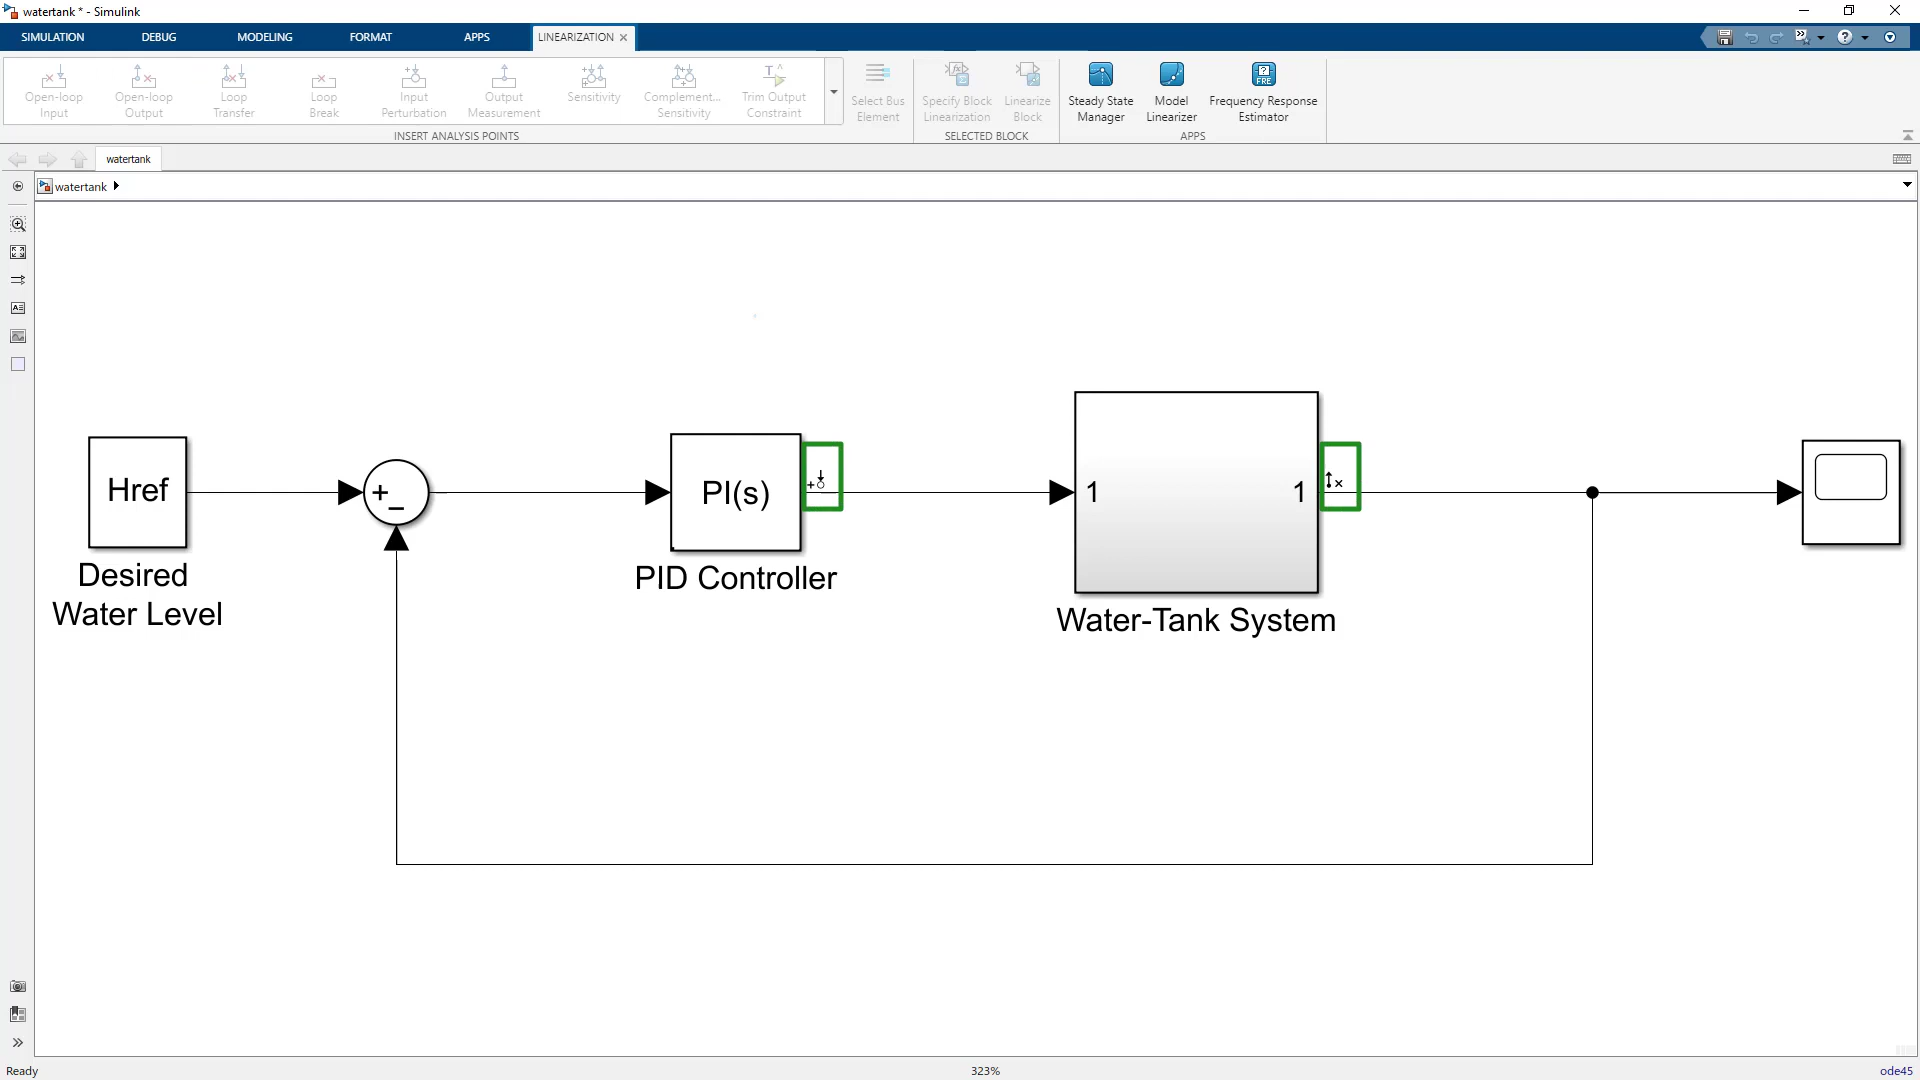 watertank * - Simulink
SIMULATION DEBUG MODELING FORMAT APPS LINEARIZATION
Open-loop Input
Open-loop Output
Loop Transfer
Loop Break
Input Perturbation
Output Measurement
Sensitivity
Complement... Sensitivity
Trim Output Constraint
Select Bus Element
Specify Block Linearization
Linearize Block
Steady State Manager
Model Linearizer
FRE
Frequency Response Estimator
INSERT ANALYSIS POINTS SELECTED BLOCK APPS
watertank
watertank
Href
+
−
PI(s)
1 1
Desired
Water Level
PID Controller
Water-Tank System
Ready 323% ode45